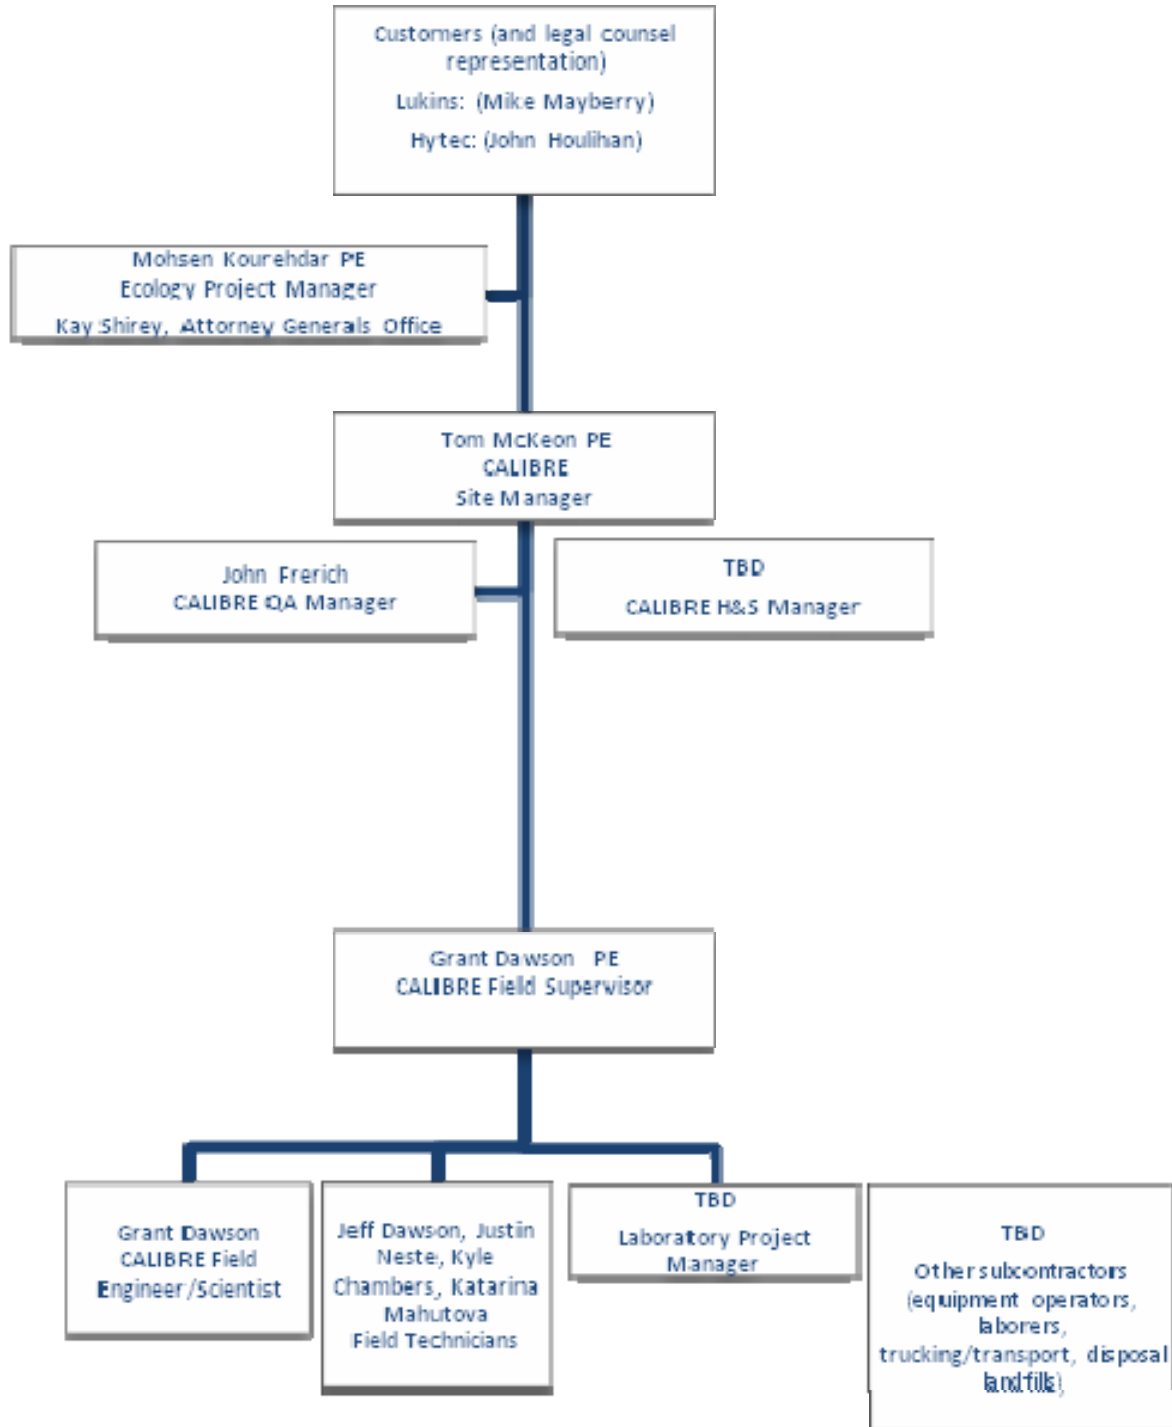 Customers (and legal counsel
representation)
Lukins: (Mike Mayberry)
Hytec: (John Houlihan)
Mohsen Kourehdar PE
Ecology Project Manager
Kay Shirey, Attorney Generals Office
Tom McKeon PE
CALIBRE
Site Manager
John Frerich
CALIBRE QA Manager
TBD
CALIBRE H&S Manager
Grant Dawson PE
CALIBRE Field Supervisor
Grant Dawson
CALIBRE Field
Engineer/Scientist
Jeff Dawson, Justin
Neste, Kyle
Chambers, Katarina
Mahutova
Field Technicians
TBD
Laboratory Project
Manager
TBD
Other subcontractors
(equipment operators,
laborers,
trucking/transport, disposal
landfills)